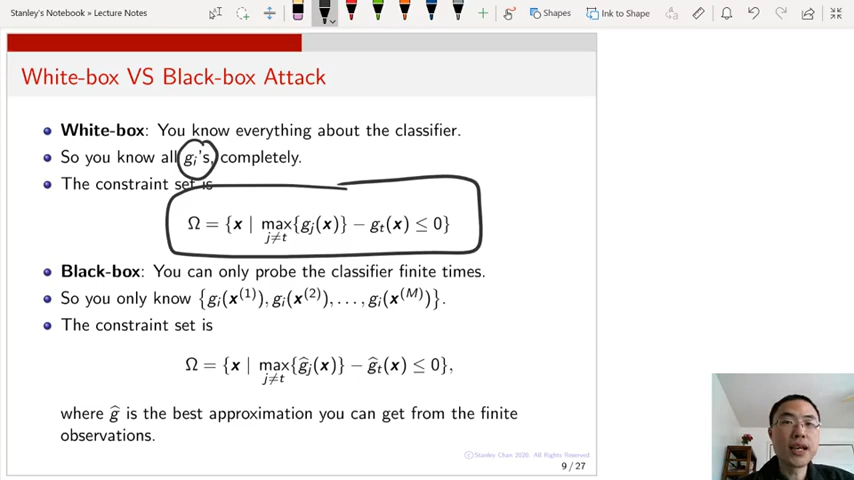 Stanley's Notebook » Lecture Notes
Shapes
Ink to Shape
White-box VS Black-box Attack
White-box: You know everything about the classifier.
So you know all gᵢ's, completely.
The constraint set is
Ω = {x | max_{j≠t}{gⱼ(x)} − gₜ(x) ≤ 0}
Black-box: You can only probe the classifier finite times.
So you only know {gᵢ(x⁽¹⁾), gᵢ(x⁽²⁾), . . . , gᵢ(x⁽ᴹ⁾)}.
The constraint set is
Ω = {x | max_{j≠t}{ĝⱼ(x)} − ĝₜ(x) ≤ 0},
where ĝ is the best approximation you can get from the finite
observations.
©Stanley Chan 2020. All Rights Reserved.
9 / 27